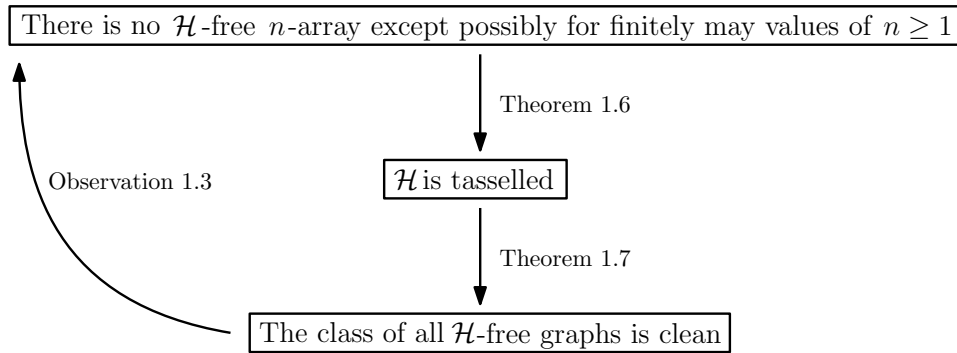 There is no 𝓗-free n-array except possibly for finitely may values of n ≥ 1
Theorem 1.6
Observation 1.3
𝓗 is tasselled
Theorem 1.7
The class of all 𝓗-free graphs is clean